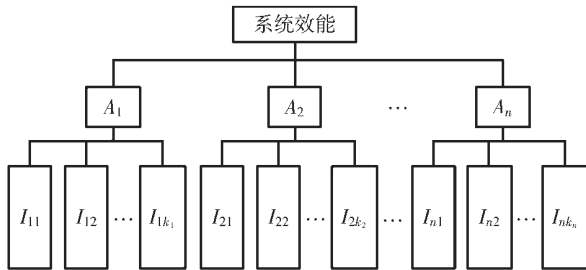 系统效能
A₁ A₂ … Aₙ
I₁₁ I₁₂ … I₁ₖ₁ I₂₁ I₂₂ … I₂ₖ₂ … Iₙ₁ Iₙ₂ … Iₙₖₙ